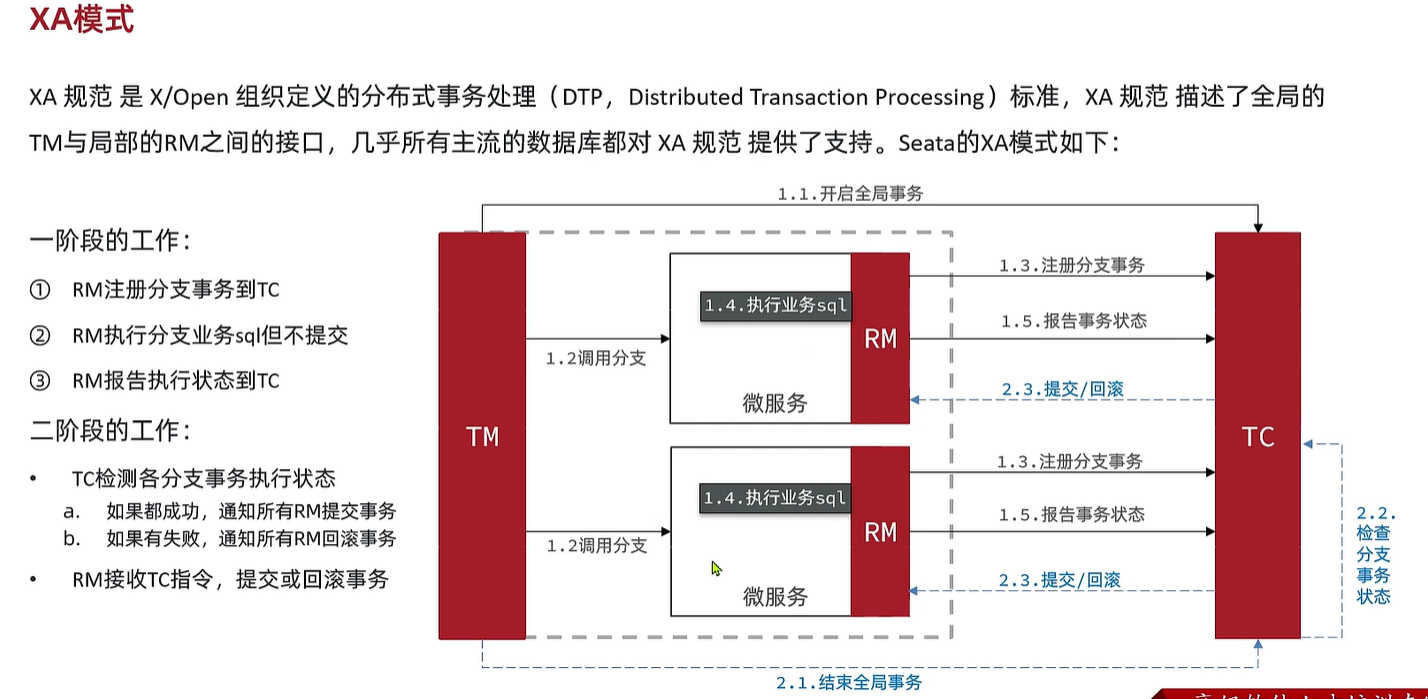 XA模式
XA 规范 是 X/Open 组织定义的分布式事务处理（DTP，Distributed Transaction Processing）标准，XA 规范 描述了全局的
TM与局部的RM之间的接口，几乎所有主流的数据库都对 XA 规范 提供了支持。Seata的XA模式如下：
一阶段的工作：
① RM注册分支事务到TC
② RM执行分支业务sql但不提交
③ RM报告执行状态到TC
二阶段的工作：
• TC检测各分支事务执行状态
a. 如果都成功，通知所有RM提交事务
b. 如果有失败，通知所有RM回滚事务
• RM接收TC指令，提交或回滚事务
1.1.开启全局事务
TM
1.2调用分支
1.4.执行业务sql
RM
微服务
1.3.注册分支事务
1.5.报告事务状态
2.3.提交/回滚
1.2调用分支
1.4.执行业务sql
RM
微服务
1.3.注册分支事务
1.5.报告事务状态
2.3.提交/回滚
TC
2.2.
检查
分支
事务
状态
2.1.结束全局事务